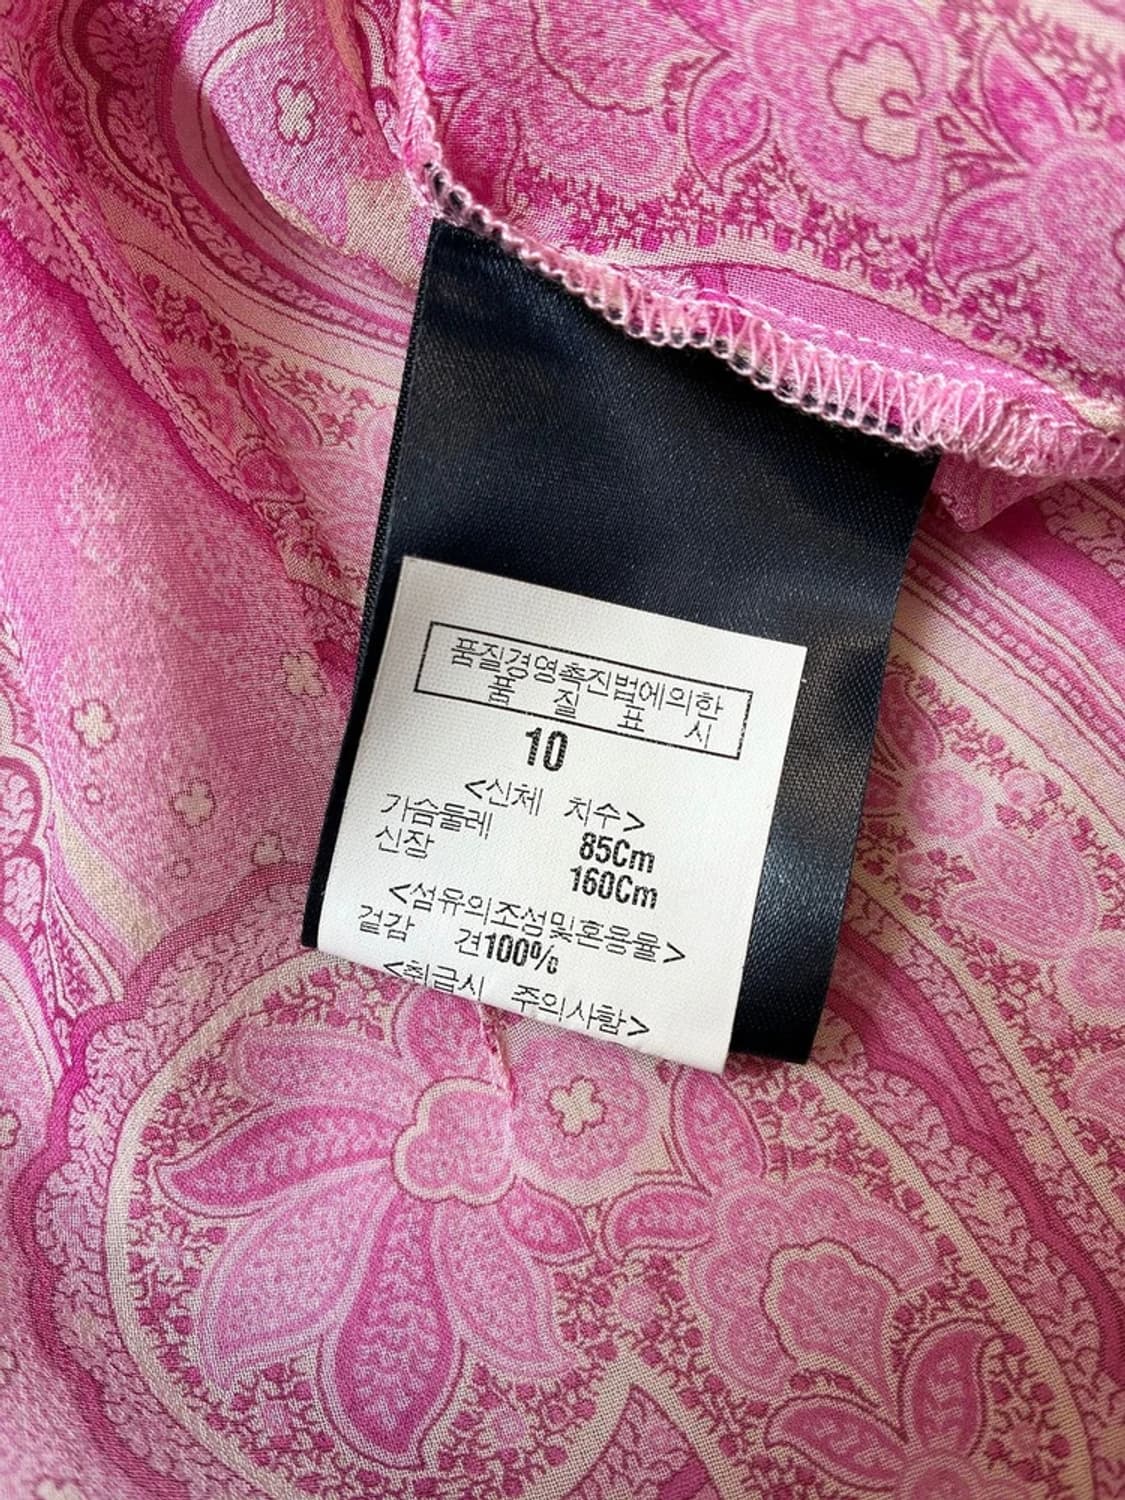 품질경영촉진법에의한
품 질 표 시
10
<신체 치수>
가슴둘레 85Cm
신장 160Cm
<섬유의조성및혼용율>
겉감 견100%
<취급시 주의사항>